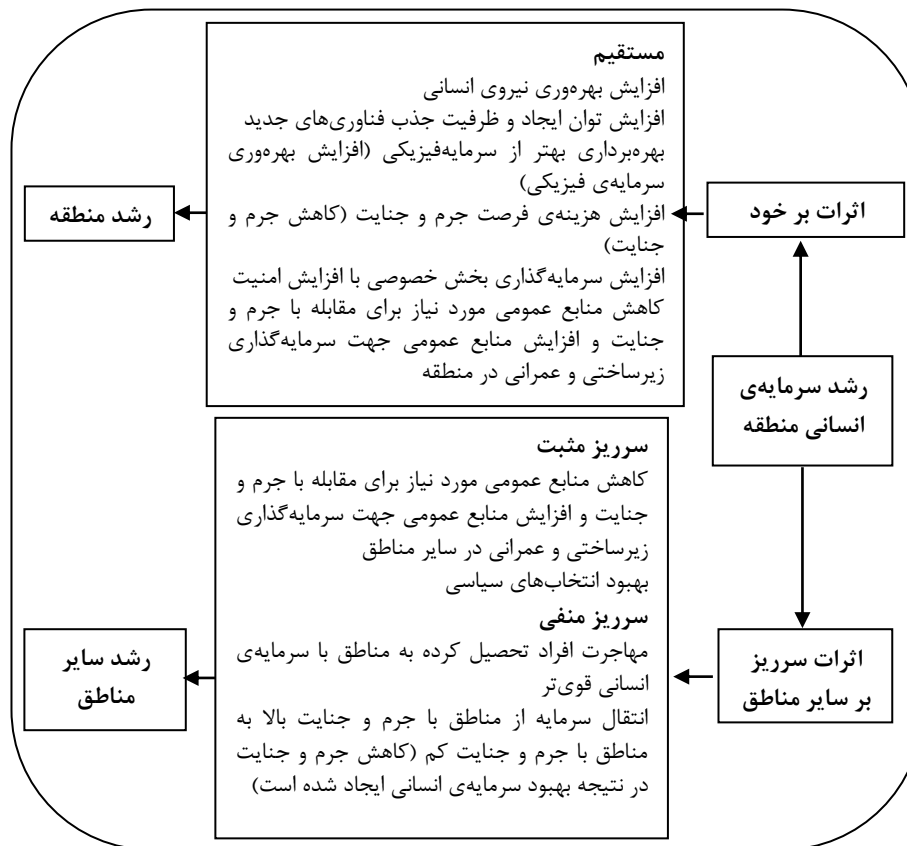 مستقیم
افزایش بهره‌وری نیروی انسانی
افزایش توان ایجاد و ظرفیت جذب فناوری‌های جدید
بهره‌برداری بهتر از سرمایه‌فیزیکی (افزایش بهره‌وری
سرمایه‌ی فیزیکی)
افزایش هزینه‌ی فرصت جرم و جنایت (کاهش جرم و
جنایت)
افزایش سرمایه‌گذاری بخش خصوصی با افزایش امنیت
کاهش منابع عمومی مورد نیاز برای مقابله با جرم و
جنایت و افزایش منابع عمومی جهت سرمایه‌گذاری
زیرساختی و عمرانی در منطقه
اثرات بر خود
رشد منطقه
رشد سرمایه‌ی
انسانی منطقه
سرریز مثبت
کاهش منابع عمومی مورد نیاز برای مقابله با جرم و
جنایت و افزایش منابع عمومی جهت سرمایه‌گذاری
زیرساختی و عمرانی در سایر مناطق
بهبود انتخاب‌های سیاسی
سرریز منفی
مهاجرت افراد تحصیل کرده به مناطق با سرمایه‌ی
انسانی قوی‌تر
انتقال سرمایه از مناطق با جرم و جنایت بالا به
مناطق با جرم و جنایت کم (کاهش جرم و جنایت
در نتیجه بهبود سرمایه‌ی انسانی ایجاد شده است)
اثرات سرریز
بر سایر مناطق
رشد سایر
مناطق